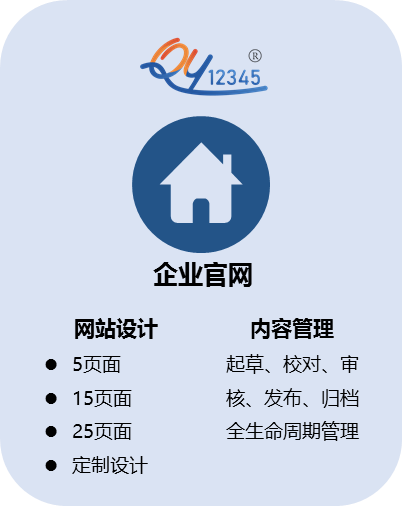 QY12345®
企业官网
网站设计
● 5页面
● 15页面
● 25页面
● 定制设计
内容管理
起草、校对、审
核、发布、归档
全生命周期管理